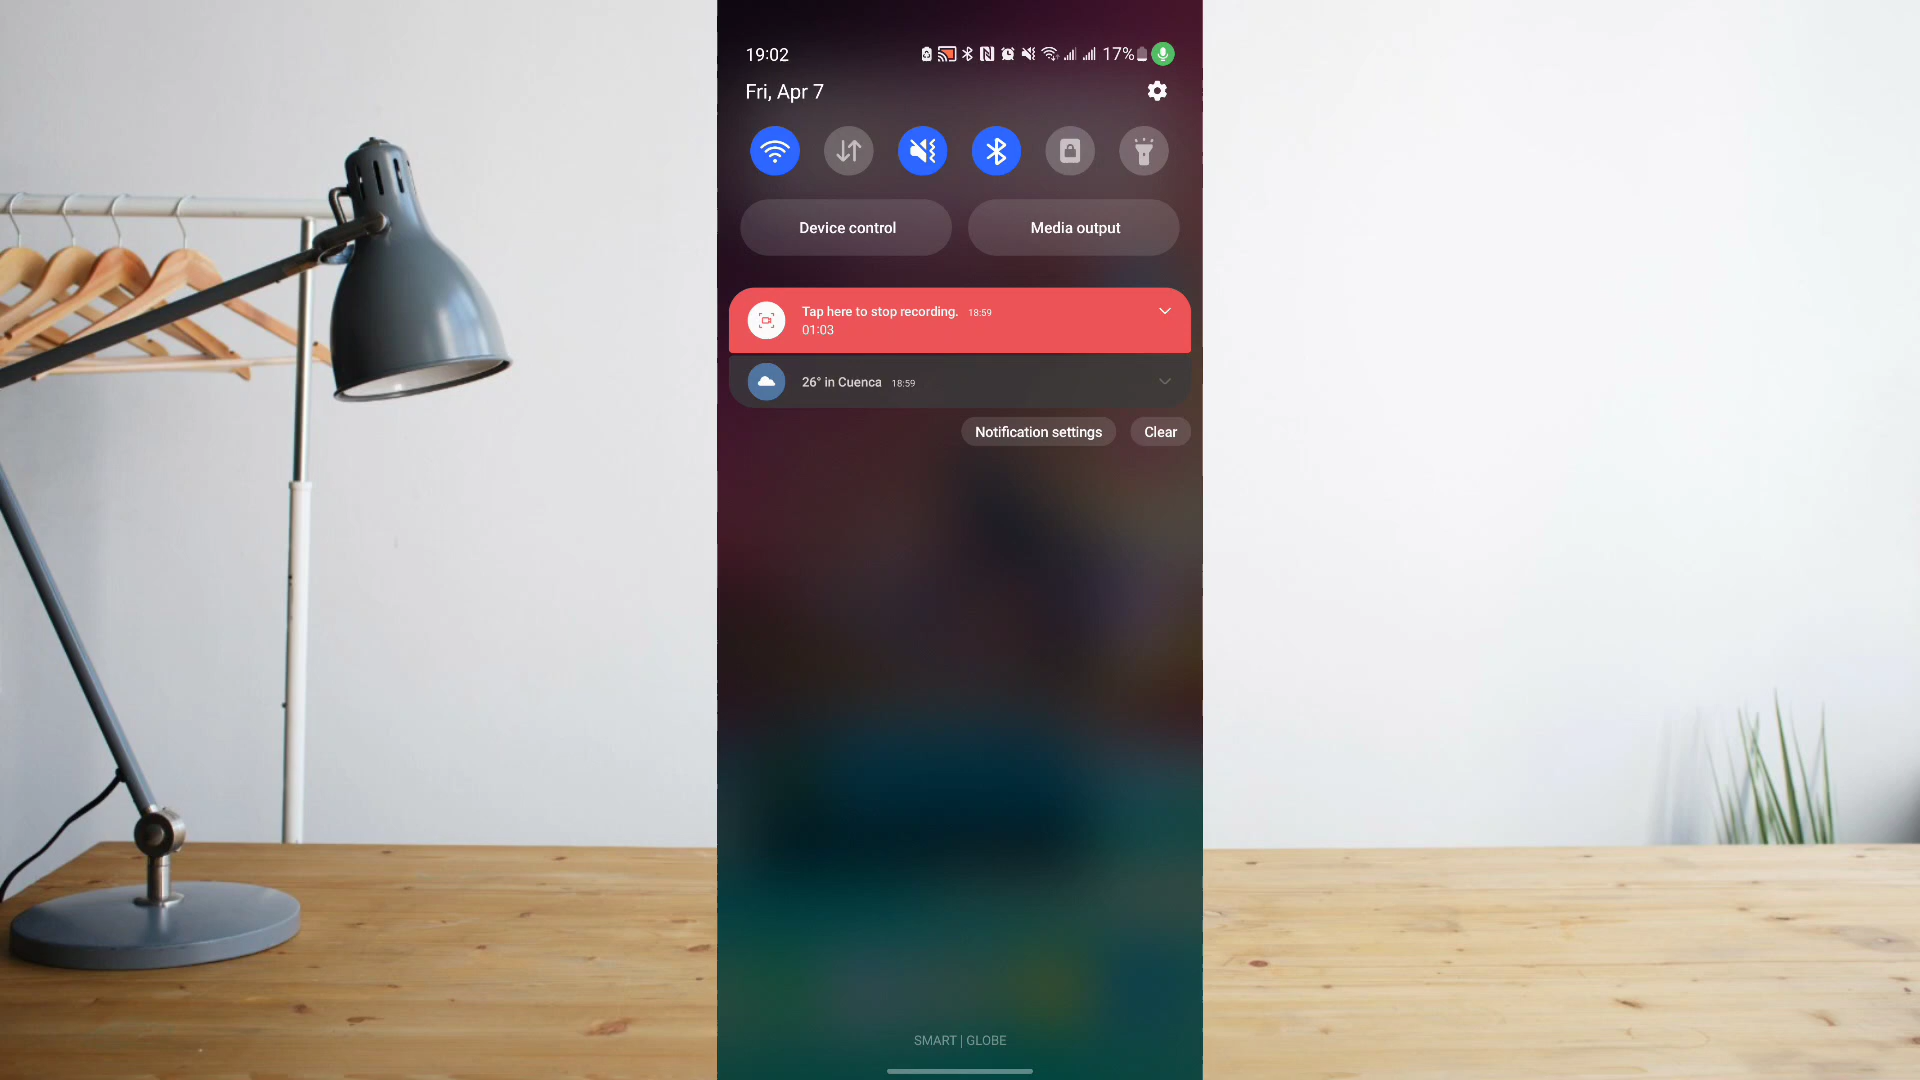 19:02
17%
Fri, Apr 7
Device control
Media output
Tap here to stop recording. 18:59
01:03
26° in Cuenca 18:59
Notification settings
Clear
SMART | GLOBE